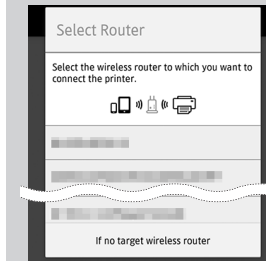 Select Router
Select the wireless router to which you want to
connect the printer.
If no target wireless router